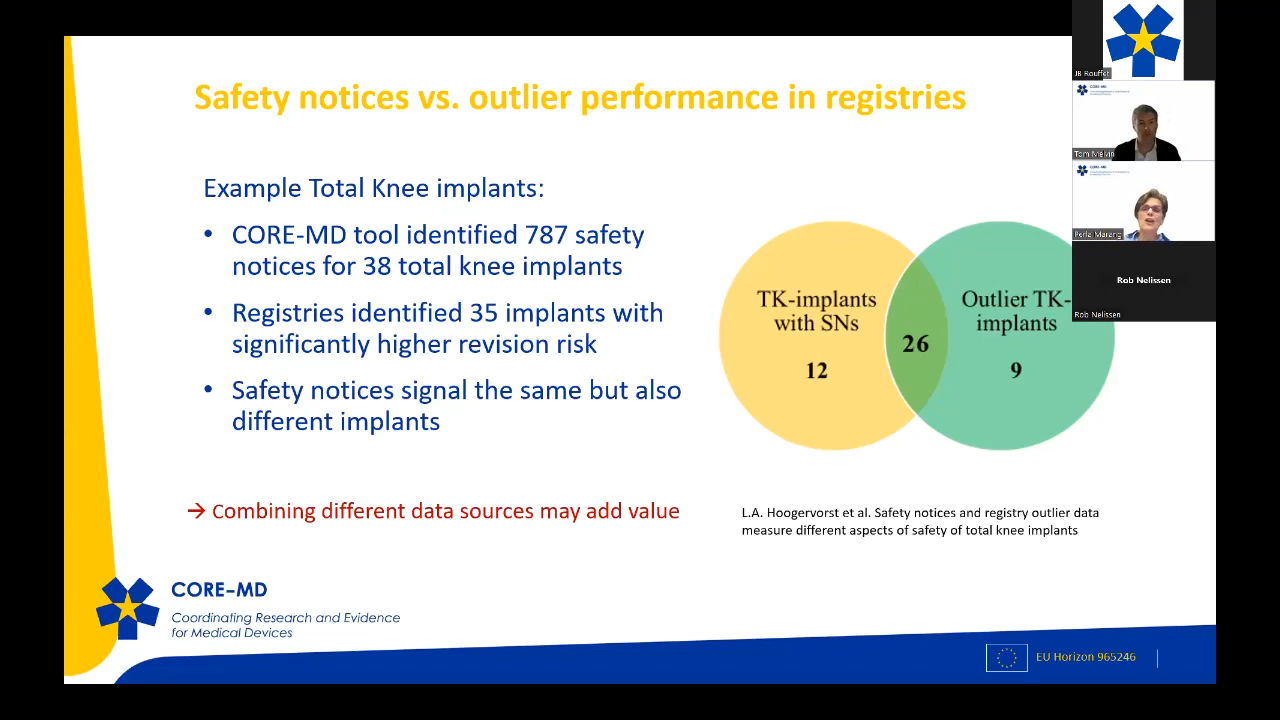 Safety notices vs. outlier performance in registries
Example Total Knee implants:
• CORE-MD tool identified 787 safety
notices for 38 total knee implants
• Registries identified 35 implants with
significantly higher revision risk
• Safety notices signal the same but also
different implants
→ Combining different data sources may add value
TK-implants
with SNs
12
26
Outlier TK-
implants
9
L.A. Hoogervorst et al. Safety notices and registry outlier data
measure different aspects of safety of total knee implants
CORE-MD
Coordinating Research and Evidence
for Medical Devices
EU Horizon 965246
JB Rouffet
CORE-MD
Tom Melvin
CORE-MD
Perla Marang
Rob Nelissen
Rob Nelissen